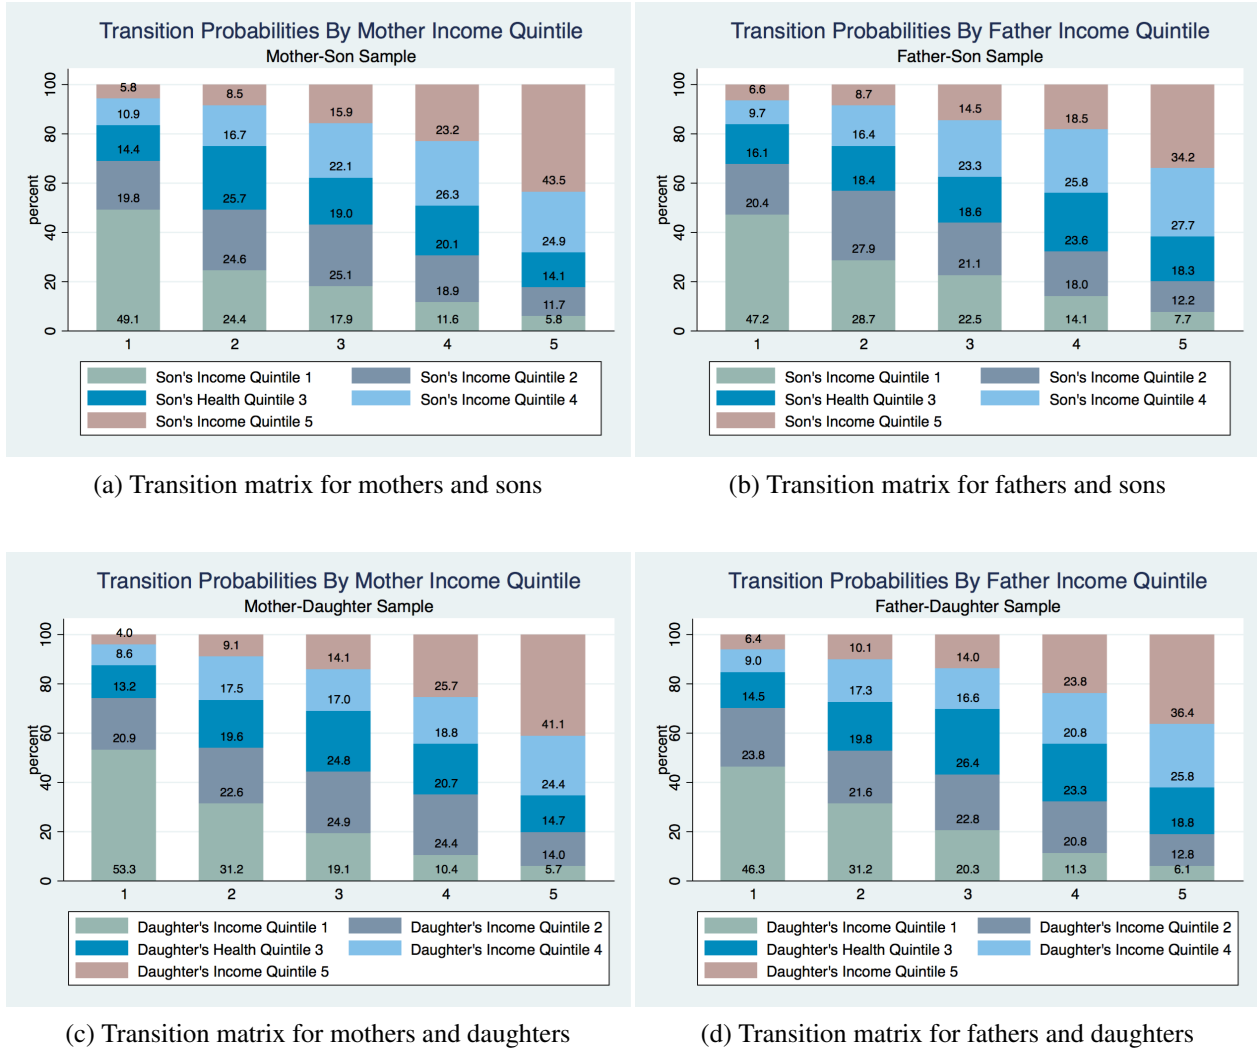 Transition Probabilities By Mother Income Quintile
Mother-Son Sample
percent
100
80
60
40
20
0
5.8 8.5 15.9 23.2 43.5
10.9 16.7 22.1 26.3 24.9
14.4 25.7 19.0 20.1 14.1
19.8 24.6 25.1 18.9 11.7
49.1 24.4 17.9 11.6 5.8
1 2 3 4 5
Son's Income Quintile 1 Son's Income Quintile 2
Son's Health Quintile 3 Son's Income Quintile 4
Son's Income Quintile 5
(a) Transition matrix for mothers and sons
Transition Probabilities By Father Income Quintile
Father-Son Sample
percent
100
80
60
40
20
0
6.6 8.7 14.5 18.5 34.2
9.7 16.4 23.3 25.8 27.7
16.1 18.4 18.6 23.6 18.3
20.4 27.9 21.1 18.0 12.2
47.2 28.7 22.5 14.1 7.7
1 2 3 4 5
Son's Income Quintile 1 Son's Income Quintile 2
Son's Health Quintile 3 Son's Income Quintile 4
Son's Income Quintile 5
(b) Transition matrix for fathers and sons
Transition Probabilities By Mother Income Quintile
Mother-Daughter Sample
percent
100
80
60
40
20
0
4.0 9.1 14.1 25.7 41.1
8.6 17.5 17.0 18.8 24.4
13.2 19.6 24.8 20.7 14.7
20.9 22.6 24.9 24.4 14.0
53.3 31.2 19.1 10.4 5.7
1 2 3 4 5
Daughter's Income Quintile 1 Daughter's Income Quintile 2
Daughter's Health Quintile 3 Daughter's Income Quintile 4
Daughter's Income Quintile 5
(c) Transition matrix for mothers and daughters
Transition Probabilities By Father Income Quintile
Father-Daughter Sample
percent
100
80
60
40
20
0
6.4 10.1 14.0 23.8 36.4
9.0 17.3 16.6 20.8 25.8
14.5 19.8 26.4 23.3 18.8
23.8 21.6 22.8 20.8 12.8
46.3 31.2 20.3 11.3 6.1
1 2 3 4 5
Daughter's Income Quintile 1 Daughter's Income Quintile 2
Daughter's Health Quintile 3 Daughter's Income Quintile 4
Daughter's Income Quintile 5
(d) Transition matrix for fathers and daughters